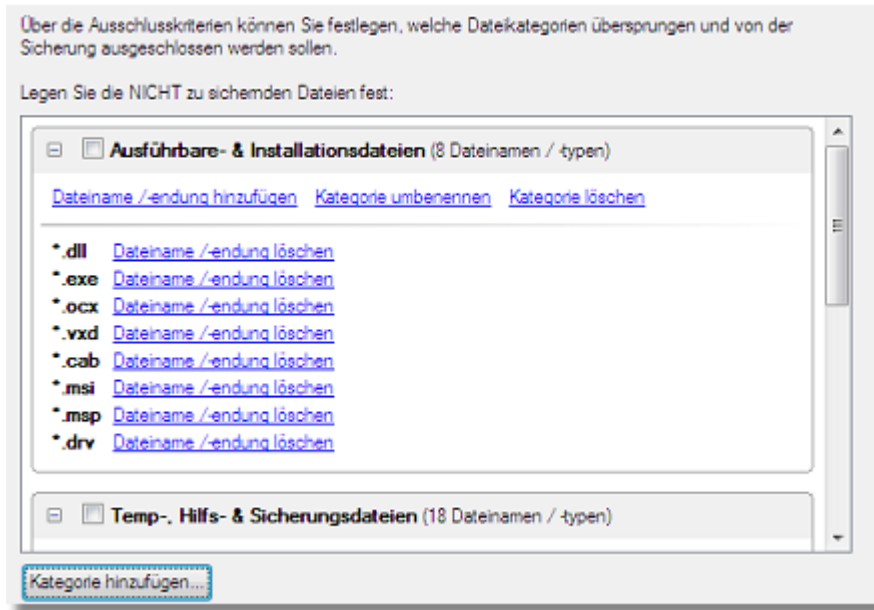 Über die Ausschlusskriterien können Sie festlegen, welche Dateikategorien übersprungen und von der
Sicherung ausgeschlossen werden sollen.
Legen Sie die NICHT zu sichernden Dateien fest:
Ausführbare- & Installationsdateien (8 Dateinamen / -typen)
Dateiname /-endung hinzufügen Kategorie umbenennen Kategorie löschen
*.dll Dateiname /-endung löschen
*.exe Dateiname /-endung löschen
*.ocx Dateiname /-endung löschen
*.vxd Dateiname /-endung löschen
*.cab Dateiname /-endung löschen
*.msi Dateiname /-endung löschen
*.msp Dateiname /-endung löschen
*.drv Dateiname /-endung löschen
Temp-, Hilfs- & Sicherungsdateien (18 Dateinamen / -typen)
Kategorie hinzufügen...